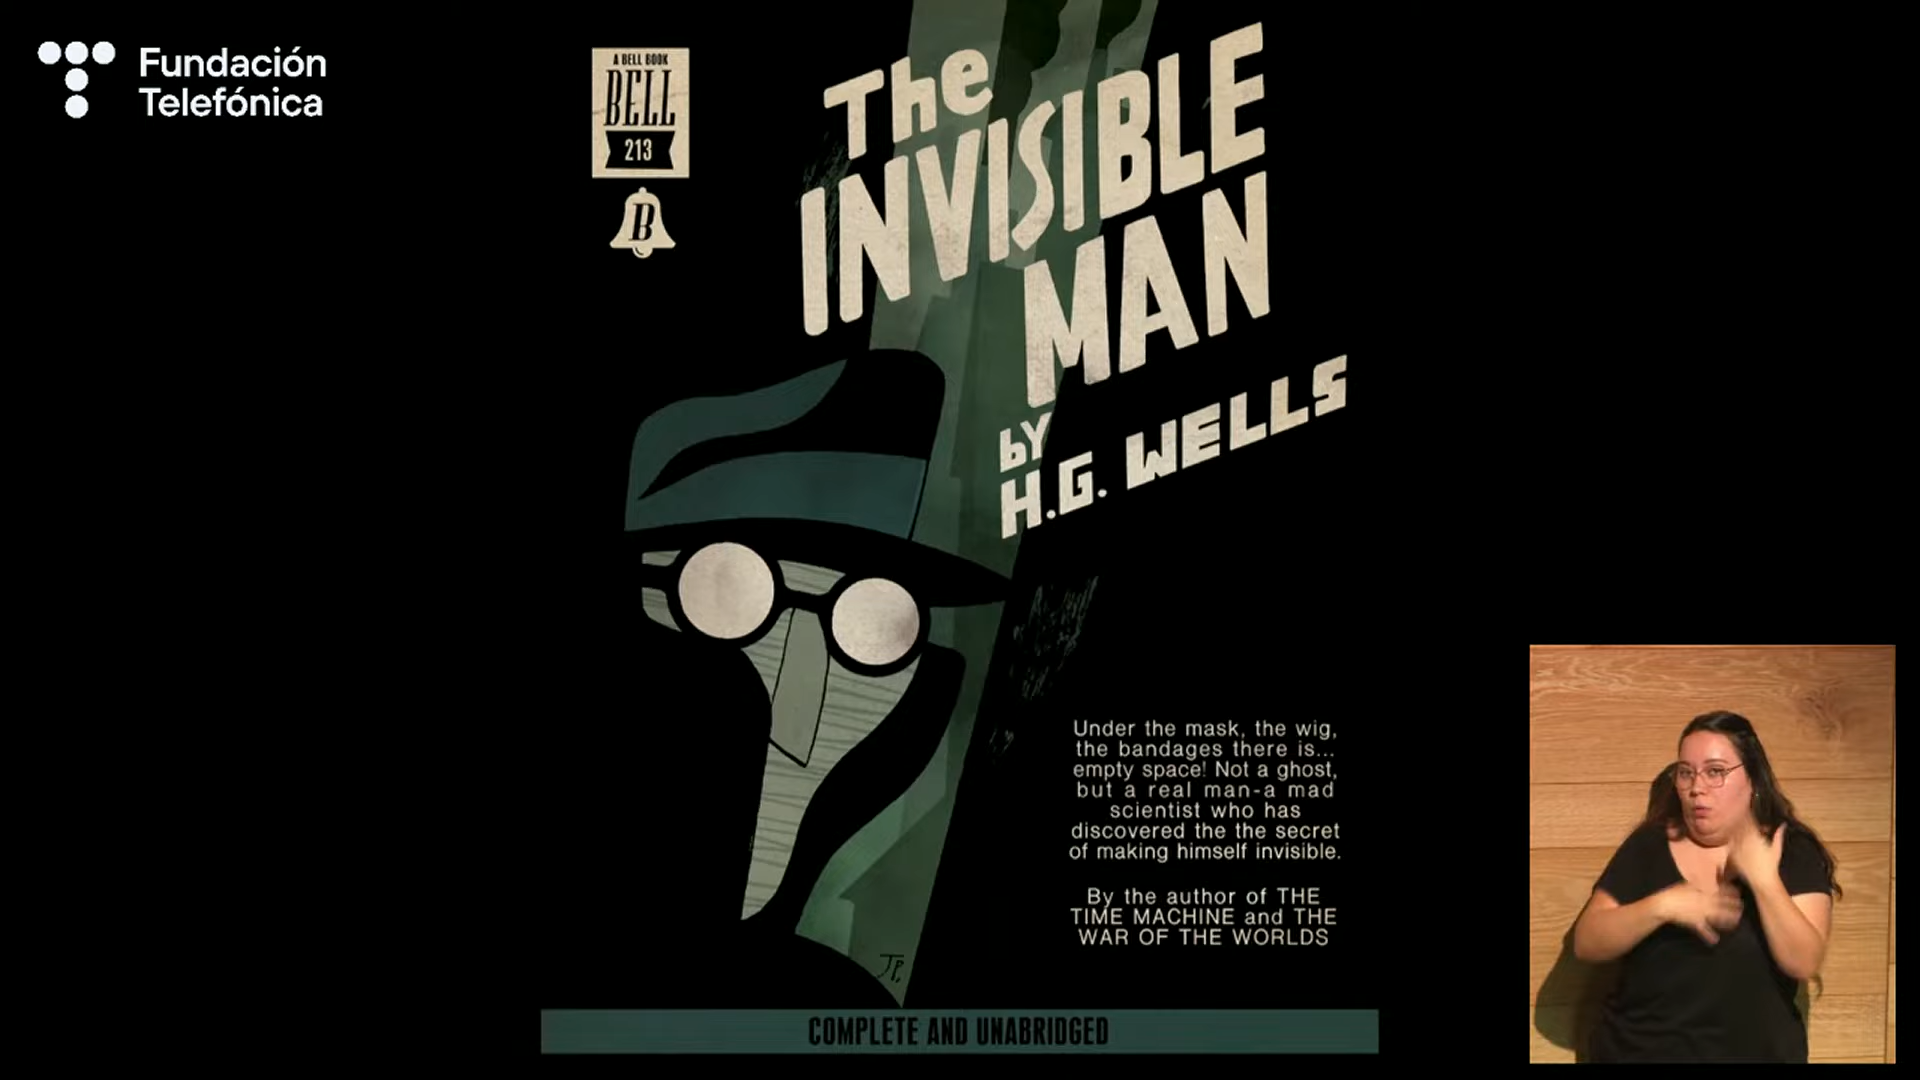 Fundación
Telefónica
A BELL BOOK
BELL
213
B
The
INVISIBLE
MAN
by
H.G. WELLS
Under the mask, the wig,
the bandages there is...
empty space! Not a ghost,
but a real man-a mad
scientist who has
discovered the the secret
of making himself invisible.
By the author of THE
TIME MACHINE and THE
WAR OF THE WORLDS
JP.
COMPLETE AND UNABRIDGED